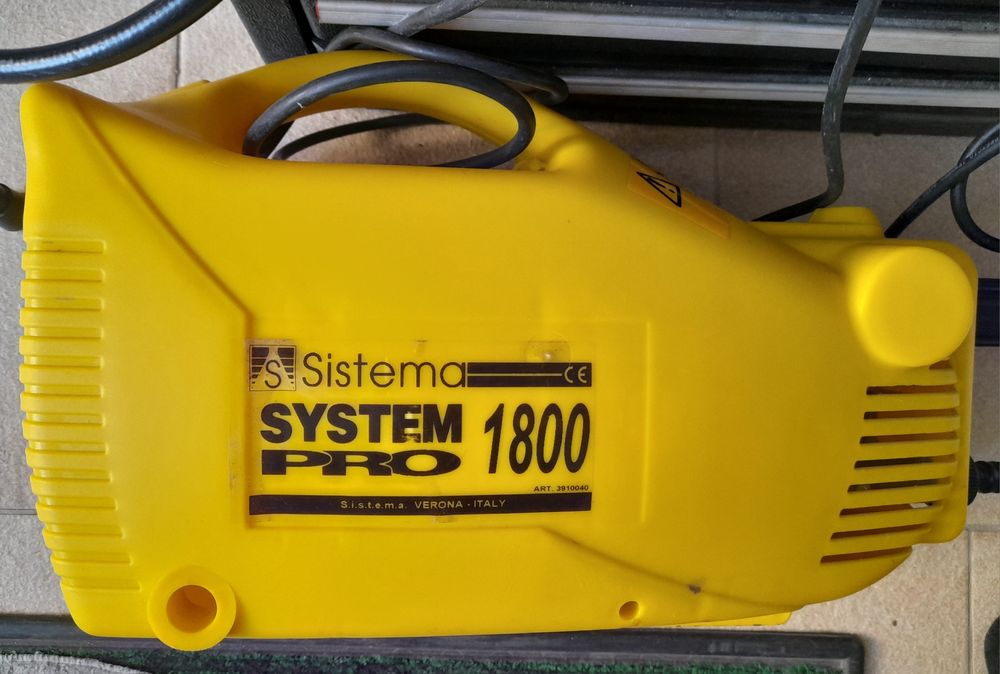 S Sistema CE
SYSTEM
PRO 1800
ART. 3910040
S.i.s.t.e.m.a. VERONA - ITALY